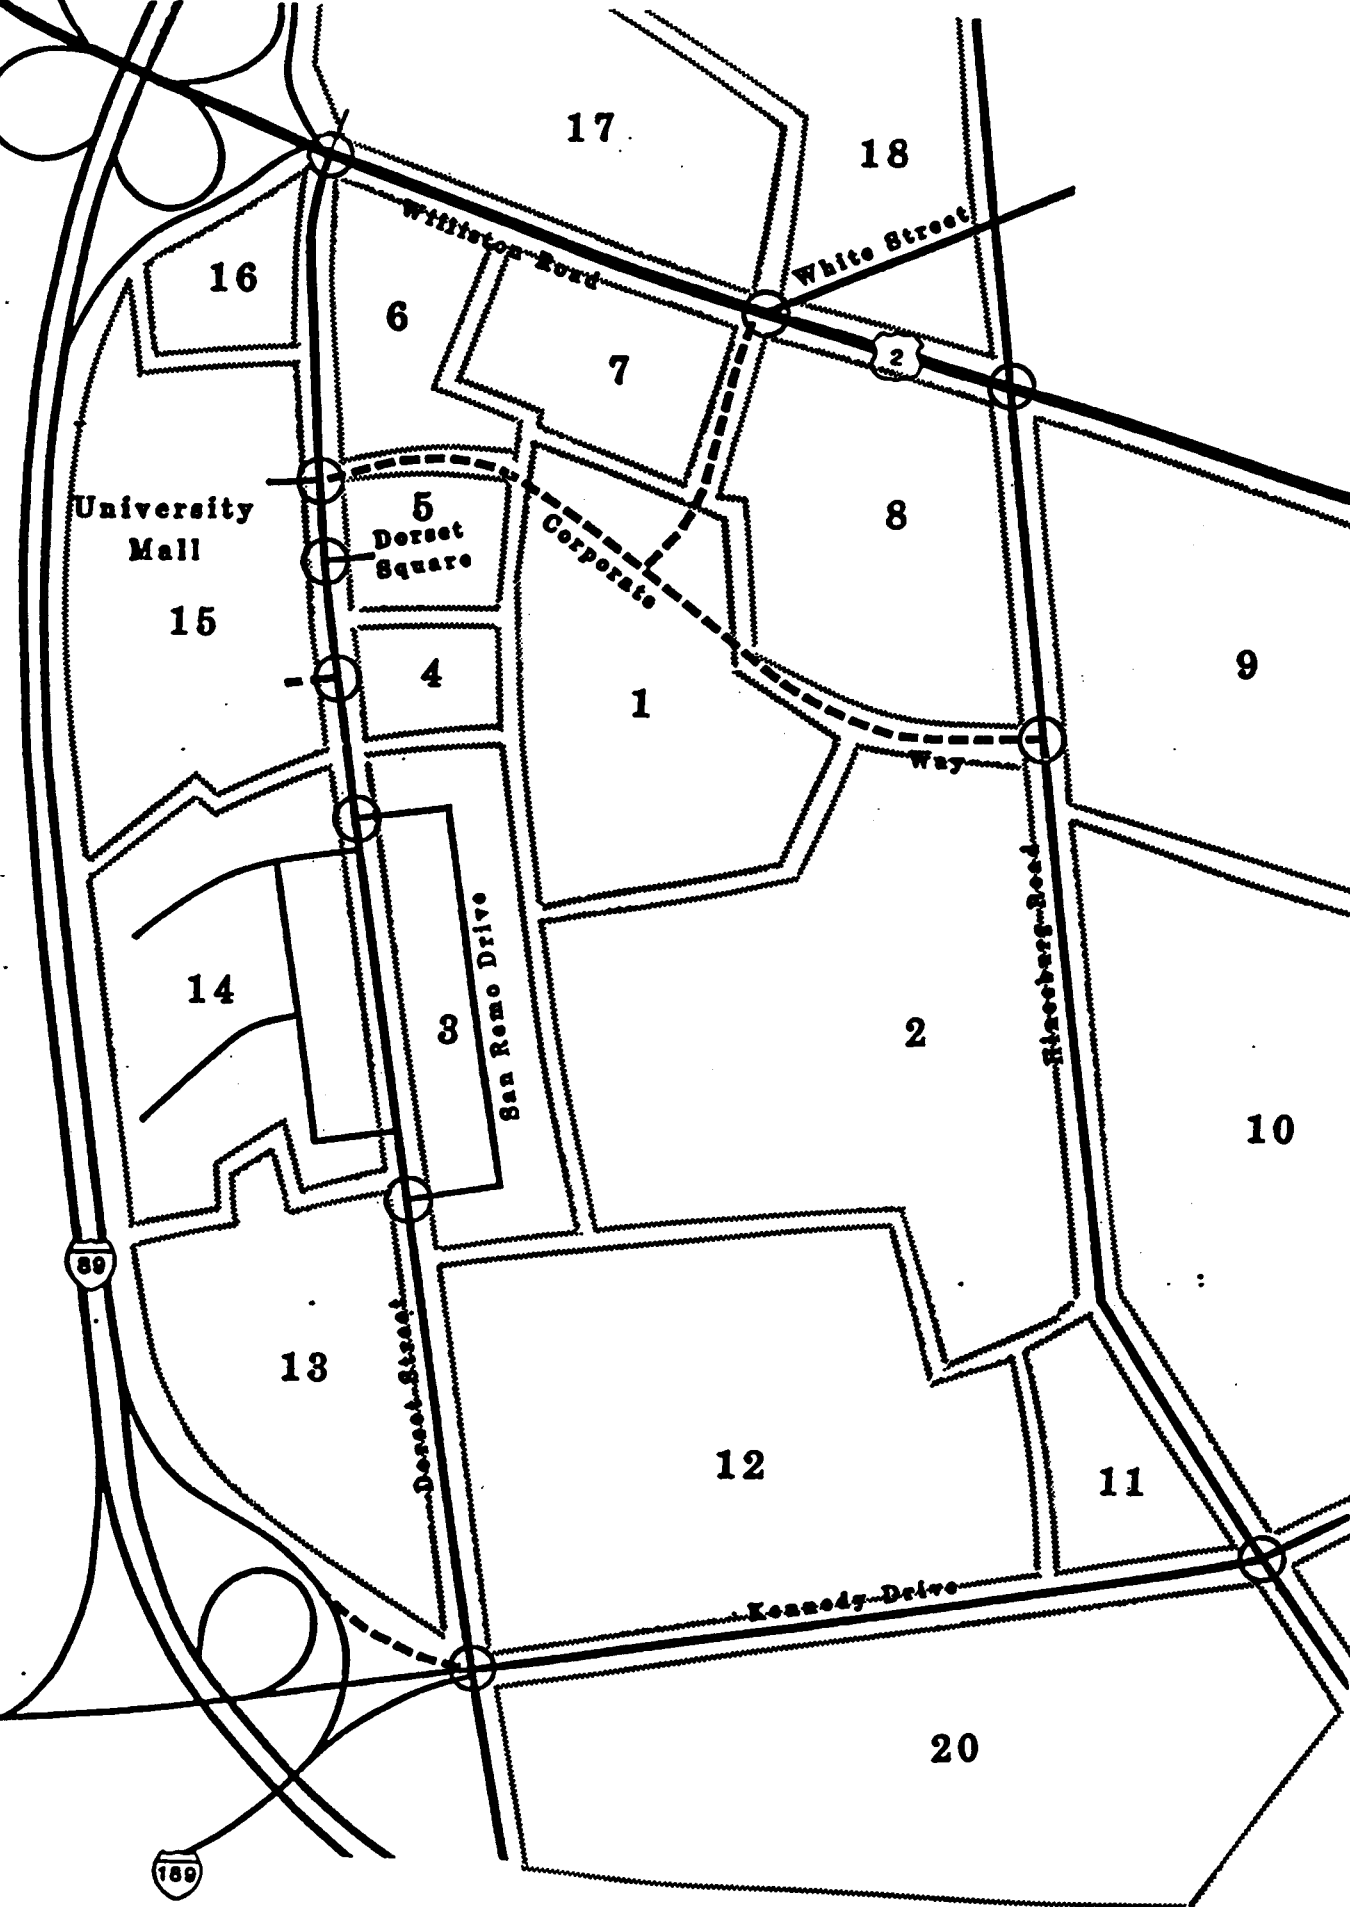 17
18
White Street
Williston Road
16
6
2
7
University
Mall
5
Dorset
Square
8
Corporate
15
4
1
9
Way
Hinesburg Road
14
San Remo Drive
3
2
10
89
Dorset Street
13
12
11
Kennedy Drive
20
189